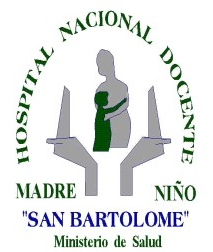 HOSPITAL NACIONAL DOCENTE
MADRE NIÑO
"SAN BARTOLOME"
Ministerio de Salud